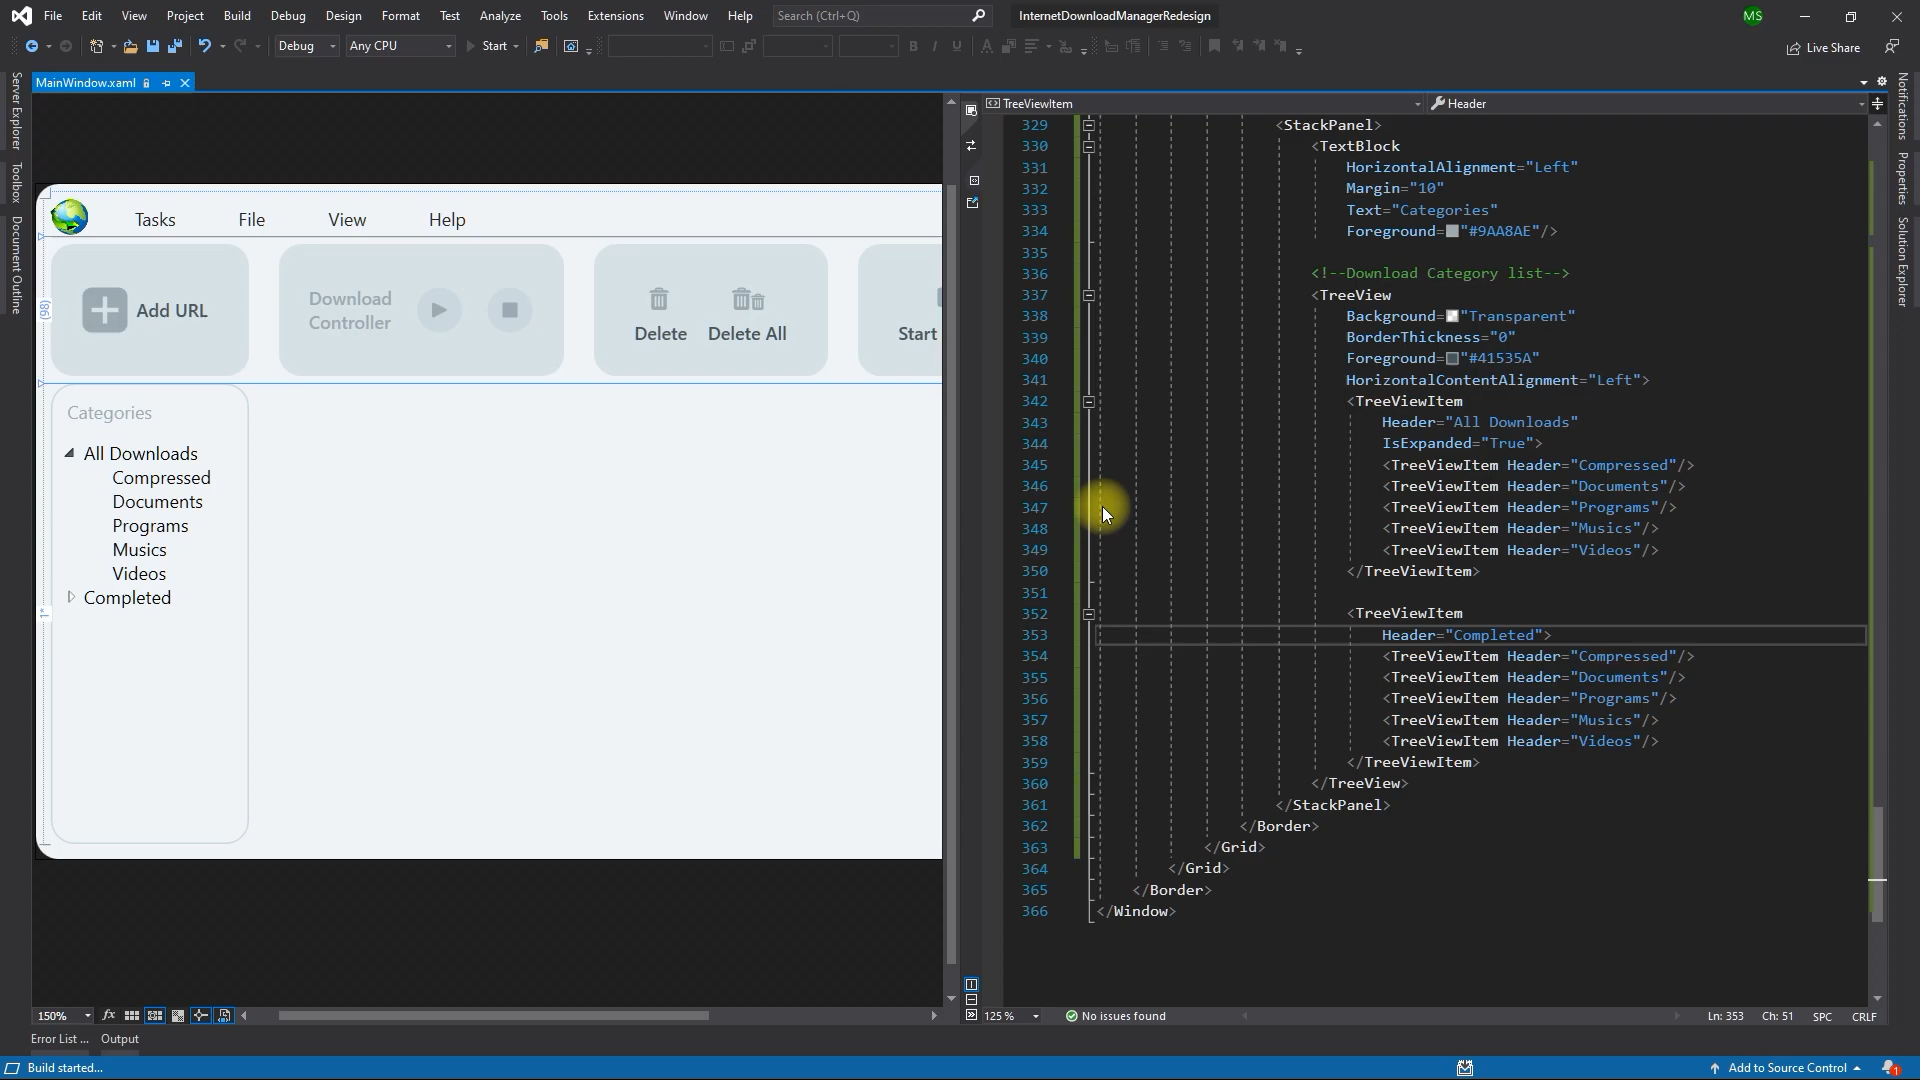 File Edit View Project Build Debug Design Format Test Analyze Tools Extensions Window Help Search (Ctrl+Q) InternetDownloadManagerRedesign MS
Debug Any CPU Start Live Share
MainWindow.xaml
Server Explorer
Toolbox
Document Outline
Tasks File View Help
Add URL
Download
Controller
Delete Delete All
Start
(98)
Categories
All Downloads
Compressed
Documents
Programs
Musics
Videos
Completed
1*
TreeViewItem Header
329 <StackPanel>
330 <TextBlock
331 HorizontalAlignment="Left"
332 Margin="10"
333 Text="Categories"
334 Foreground="#9AA8AE"/>
335
336 <!--Download Category list-->
337 <TreeView
338 Background="Transparent"
339 BorderThickness="0"
340 Foreground="#41535A"
341 HorizontalContentAlignment="Left">
342 <TreeViewItem
343 Header="All Downloads"
344 IsExpanded="True">
345 <TreeViewItem Header="Compressed"/>
346 <TreeViewItem Header="Documents"/>
347 <TreeViewItem Header="Programs"/>
348 <TreeViewItem Header="Musics"/>
349 <TreeViewItem Header="Videos"/>
350 </TreeViewItem>
351
352 <TreeViewItem
353 Header="Completed">
354 <TreeViewItem Header="Compressed"/>
355 <TreeViewItem Header="Documents"/>
356 <TreeViewItem Header="Programs"/>
357 <TreeViewItem Header="Musics"/>
358 <TreeViewItem Header="Videos"/>
359 </TreeViewItem>
360 </TreeView>
361 </StackPanel>
362 </Border>
363 </Grid>
364 </Grid>
365 </Border>
366 </Window>
Notifications
Properties
Solution Explorer
150% fx
125 % No issues found Ln: 353 Ch: 51 SPC CRLF
Error List ... Output
Build started... Add to Source Control 1